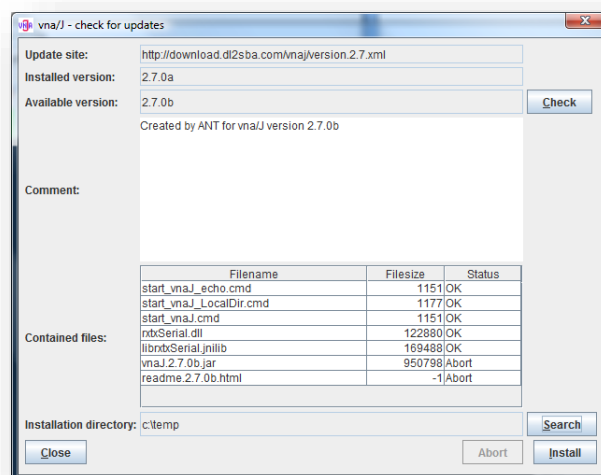 vna/J - check for updates
Update site: http://download.dl2sba.com/vnaj/version.2.7.xml
Installed version: 2.7.0a
Available version: 2.7.0b Check
Created by ANT for vna/J version 2.7.0b
Comment:
Filename Filesize Status
start_vnaJ_echo.cmd 1151 OK
start_vnaJ_LocalDir.cmd 1177 OK
start_vnaJ.cmd 1151 OK
rxtxSerial.dll 122880 OK
librxtxSerial.jnilib 169488 OK
vnaJ.2.7.0b.jar 950798 Abort
readme.2.7.0b.html -1 Abort
Contained files:
Installation directory: c:\temp Search
Close Abort Install